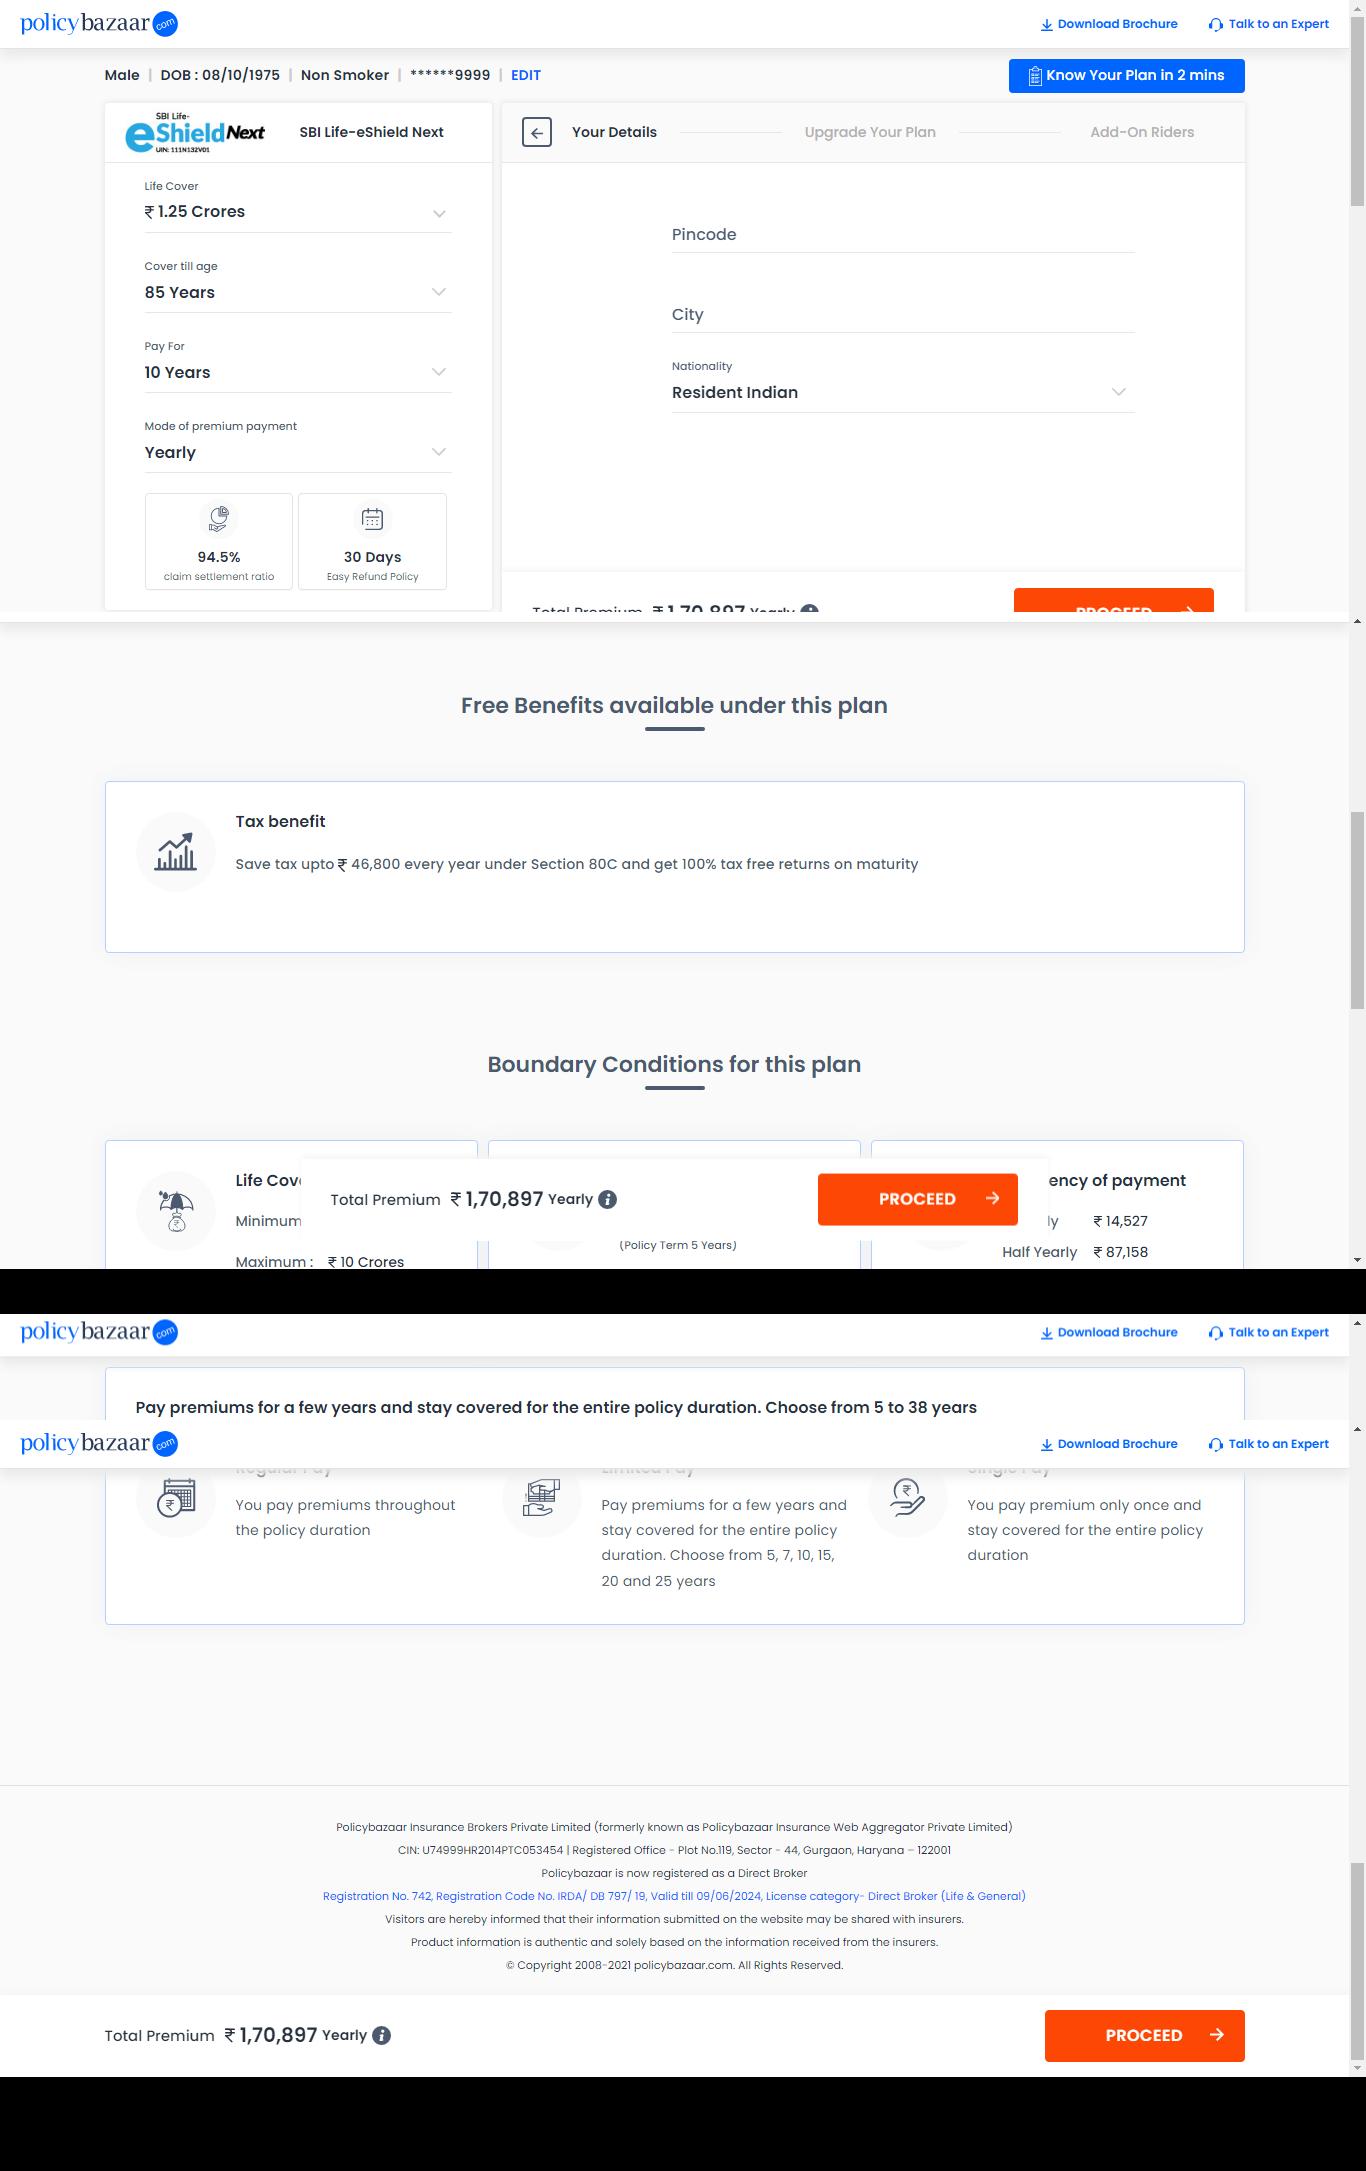 policybazaar.com
Download Brochure Talk to an Expert
Male | DOB : 08/10/1975 | Non Smoker | ******9999 | EDIT
Know Your Plan in 2 mins
SBI Life-
eShield Next
UIN: 111N132V01
SBI Life-eShield Next
Your Details Upgrade Your Plan Add-On Riders
Life Cover
₹ 1.25 Crores
Cover till age
85 Years
Pay For
10 Years
Mode of premium payment
Yearly
94.5%
claim settlement ratio
30 Days
Easy Refund Policy
Pincode
City
Nationality
Resident Indian
Total Premium ₹ 1,70,897 Yearly
PROCEED
Free Benefits available under this plan
Tax benefit
Save tax upto ₹ 46,800 every year under Section 80C and get 100% tax free returns on maturity
Boundary Conditions for this plan
Life Cov
Minimum
Maximum : ₹ 10 Crores
Total Premium ₹ 1,70,897 Yearly
PROCEED
(Policy Term 5 Years)
ency of payment
ly ₹ 14,527
Half Yearly ₹ 87,158
policybazaar.com
Download Brochure Talk to an Expert
Pay premiums for a few years and stay covered for the entire policy duration. Choose from 5 to 38 years
policybazaar.com
Download Brochure Talk to an Expert
Regular Pay
You pay premiums throughout
the policy duration
Limited Pay
Pay premiums for a few years and
stay covered for the entire policy
duration. Choose from 5, 7, 10, 15,
20 and 25 years
Single Pay
You pay premium only once and
stay covered for the entire policy
duration
Policybazaar Insurance Brokers Private Limited (formerly known as Policybazaar Insurance Web Aggregator Private Limited)
CIN: U74999HR2014PTC053454 | Registered Office - Plot No.119, Sector - 44, Gurgaon, Haryana – 122001
Policybazaar is now registered as a Direct Broker
Registration No. 742, Registration Code No. IRDA/ DB 797/ 19, Valid till 09/06/2024, License category- Direct Broker (Life & General)
Visitors are hereby informed that their information submitted on the website may be shared with insurers.
Product information is authentic and solely based on the information received from the insurers.
© Copyright 2008-2021 policybazaar.com. All Rights Reserved.
Total Premium ₹ 1,70,897 Yearly
PROCEED